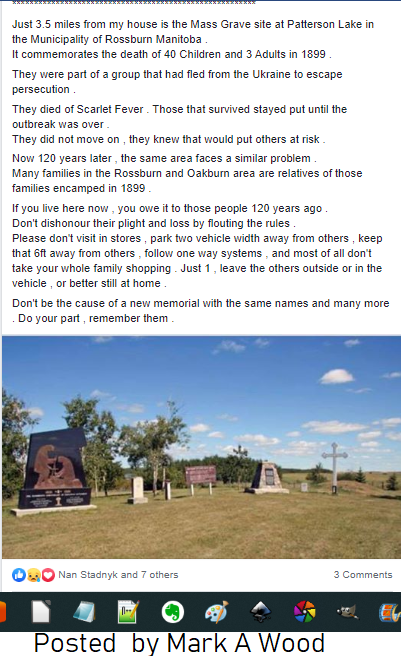 Just 3.5 miles from my house is the Mass Grave site at Patterson Lake in
the Municipality of Rossburn Manitoba .
It commemorates the death of 40 Children and 3 Adults in 1899 .
They were part of a group that had fled from the Ukraine to escape
persecution .
They died of Scarlet Fever . Those that survived stayed put until the
outbreak was over .
They did not move on , they knew that would put others at risk .
Now 120 years later , the same area faces a similar problem .
Many families in the Rossburn and Oakburn area are relatives of those
families encamped in 1899 .
If you live here now , you owe it to those people 120 years ago .
Don't dishonour their plight and loss by flouting the rules .
Please don't visit in stores , park two vehicle width away from others , keep
that 6ft away from others , follow one way systems , and most of all don't
take your whole family shopping . Just 1 , leave the others outside or in the
vehicle , or better still at home .
Don't be the cause of a new memorial with the same names and many more
. Do your part , remember them .
Nan Stadnyk and 7 others
3 Comments
Posted by Mark A Wood